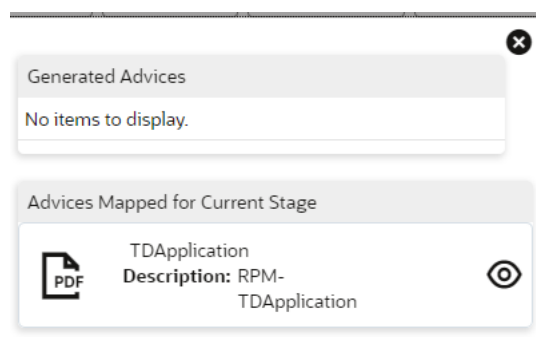 Generated Advices
No items to display.
Advices Mapped for Current Stage
TDApplication
PDF
Description: RPM-
TDApplication